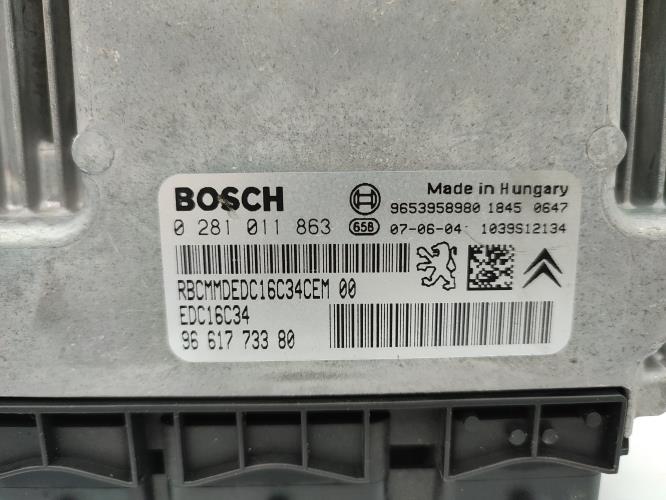 BOSCH
Made in Hungary
0 281 011 863
9653958980 1845 0647
658
07-06-04 1039S12134
RBCMMDEDC16C34CEM 00
EDC16C34
96 617 733 80